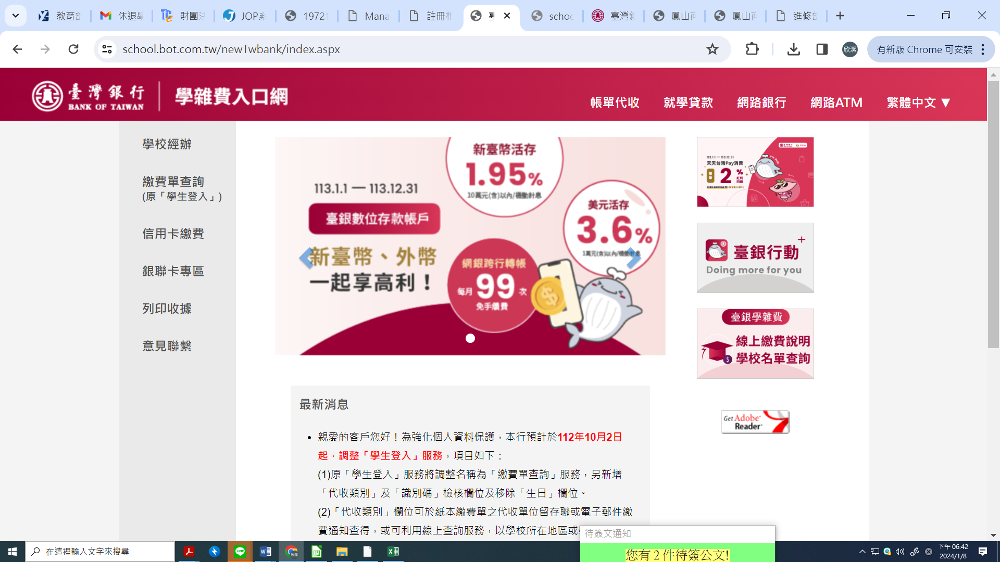 教育部
休退學
財團法
JOP系
19721
Mana
註冊相
臺
schoo
臺灣銀
鳳山商
鳳山商
進修部
school.bot.com.tw/newTwbank/index.aspx
欣潔
有新版 Chrome 可安裝
臺灣銀行
BANK OF TAIWAN
學雜費入口網
帳單代收
就學貸款
網路銀行
網路ATM
繁體中文 ▼
學校經辦
繳費單查詢
(原「學生登入」)
信用卡繳費
銀聯卡專區
列印收據
意見聯繫
113.1.1 — 113.12.31
臺銀數位存款帳戶
新臺幣、外幣
一起享高利！
新臺幣活存
1.95%
10萬元(含)以內/機動計息
美元活存
3.6%
1萬元(含)以內/機動計息
網銀跨行轉帳
每月 99 次
免手續費
113.1.1 — 113.12.31
天天台灣Pay消費
2%
紅利
回饋
臺銀行動+
Doing more for you
臺銀學雜費
線上繳費說明
學校名單查詢
Get Adobe
Reader
最新消息
親愛的客戶您好！為強化個人資料保護，本行預計於112年10月2日
起，調整「學生登入」服務，項目如下：
(1)原「學生登入」服務將調整名稱為「繳費單查詢」服務，另新增
「代收類別」及「識別碼」檢核欄位及移除「生日」欄位。
(2)「代收類別」欄位可於紙本繳費單之代收單位留存聯或電子郵件繳
費通知查得，或可利用線上查詢服務，以學校所在地區或
待簽文通知
您有 2 件待簽公文!
在這裡輸入文字來搜尋
下午 06:42
2024/1/8